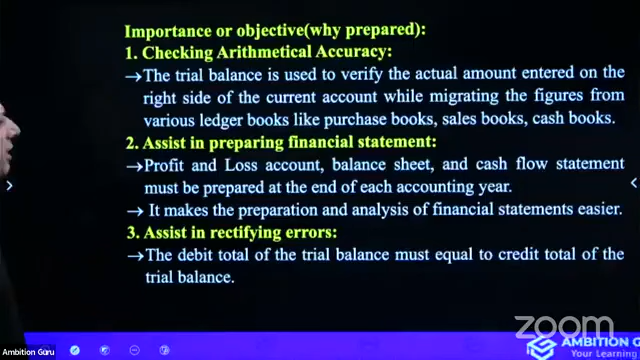 Importance or objective(why prepared):
1. Checking Arithmetical Accuracy:
→The trial balance is used to verify the actual amount entered on the
right side of the current account while migrating the figures from
various ledger books like purchase books, sales books, cash books.
2. Assist in preparing financial statement:
→Profit and Loss account, balance sheet, and cash flow statement
must be prepared at the end of each accounting year.
→ It makes the preparation and analysis of financial statements easier.
3. Assist in rectifying errors:
→The debit total of the trial balance must equal to credit total of the
trial balance.
zoom
Ambition Guru
AMBITION G
Your Learning